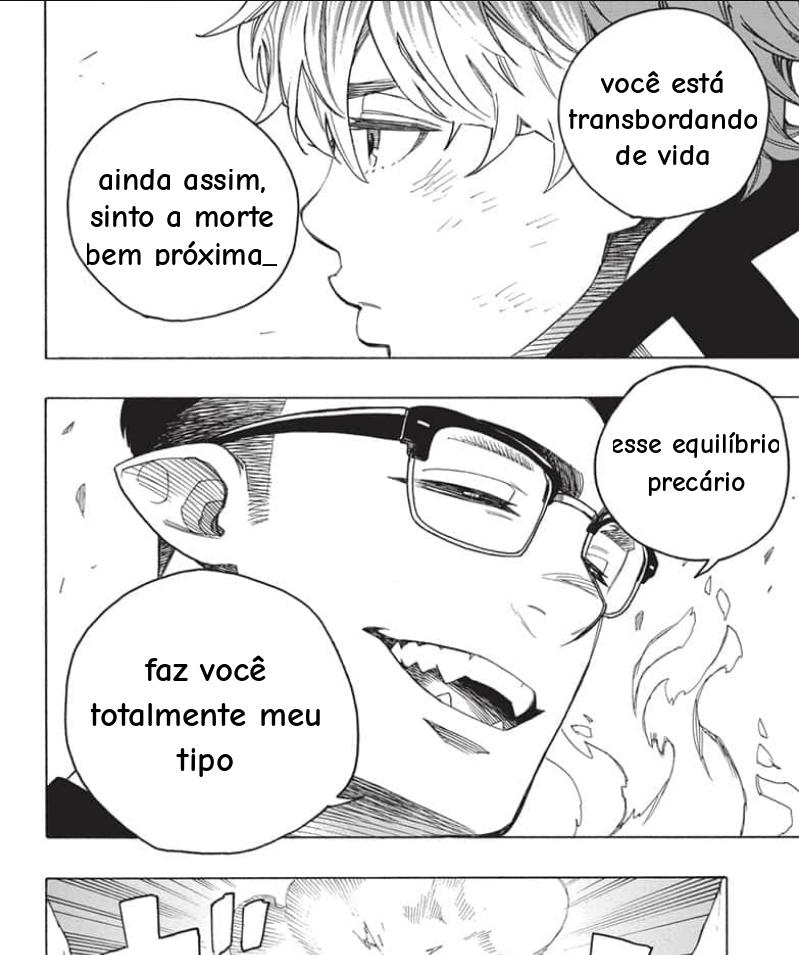 você está
transbordando
de vida
ainda assim,
sinto a morte
bem próxima_
esse equilíbrio
precário
faz você
totalmente meu
tipo